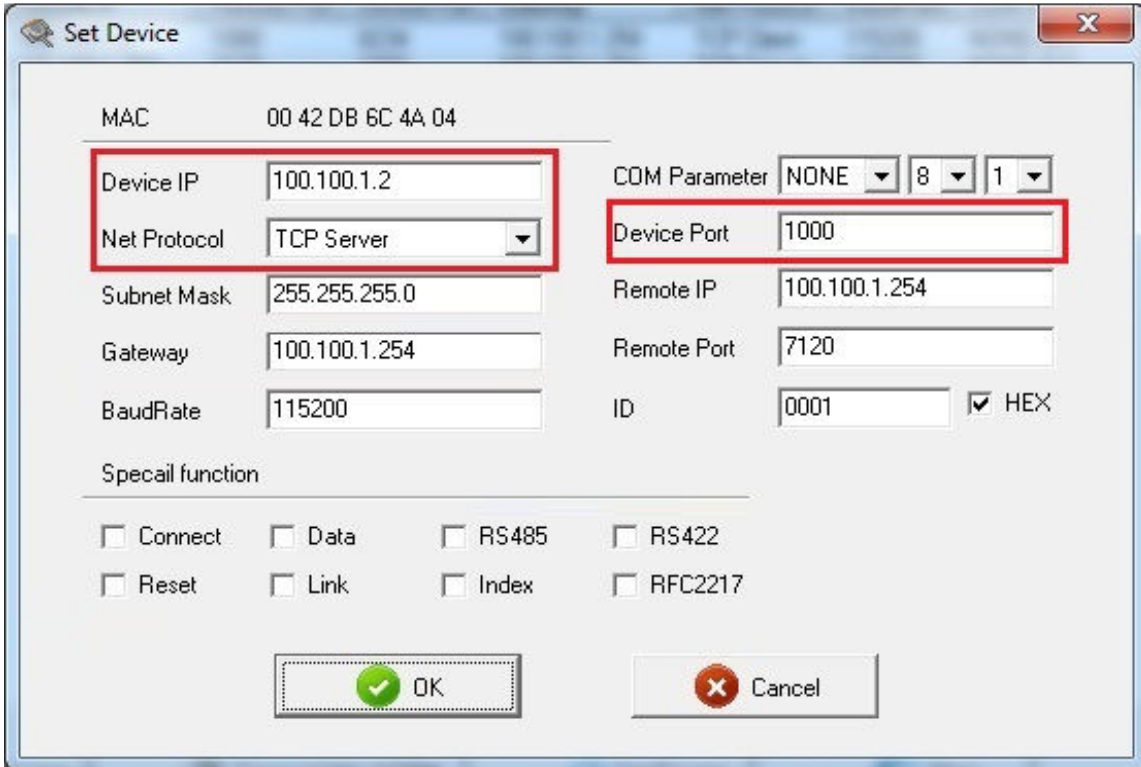 Set Device
MAC 00 42 DB 6C 4A 04
Device IP 100.100.1.2 COM Parameter NONE 8 1
Net Protocol TCP Server Device Port 1000
Subnet Mask 255.255.255.0 Remote IP 100.100.1.254
Gateway 100.100.1.254 Remote Port 7120
BaudRate 115200 ID 0001 HEX
Specail function
Connect Data RS485 RS422
Reset Link Index RFC2217
OK Cancel